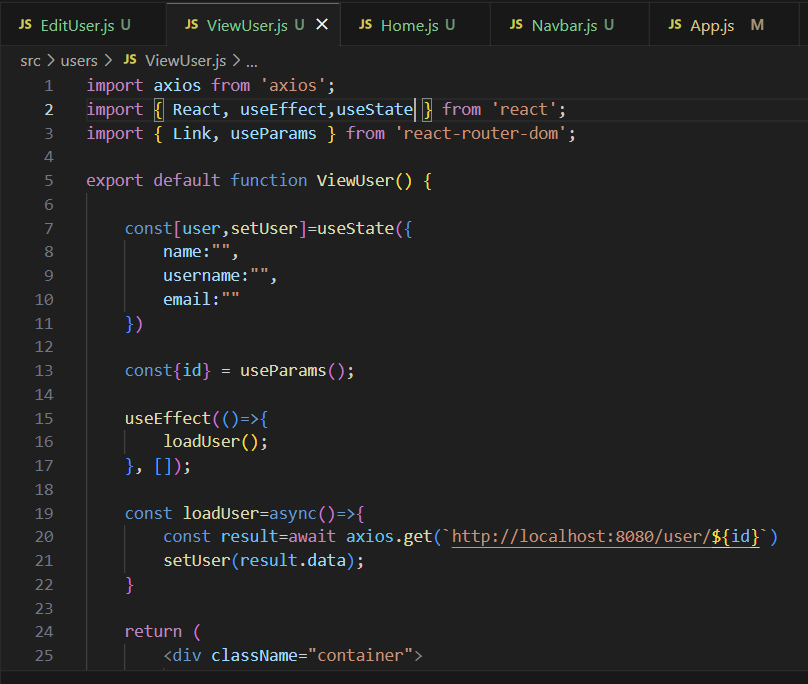 JS EditUser.js U JS ViewUser.js U × JS Home.js U JS Navbar.js U JS App.js M
src > users > JS ViewUser.js > ...
1 import axios from 'axios';
2 import { React, useEffect,useState } from 'react';
3 import { Link, useParams } from 'react-router-dom';
4
5 export default function ViewUser() {
6
7     const[user,setUser]=useState({
8         name:"",
9         username:"",
10         email:""
11     })
12
13     const{id} = useParams();
14
15     useEffect(()=>{
16         loadUser();
17     }, []);
18
19     const loadUser=async()=>{
20         const result=await axios.get(`http://localhost:8080/user/${id}`)
21         setUser(result.data);
22     }
23
24     return (
25         <div className="container">